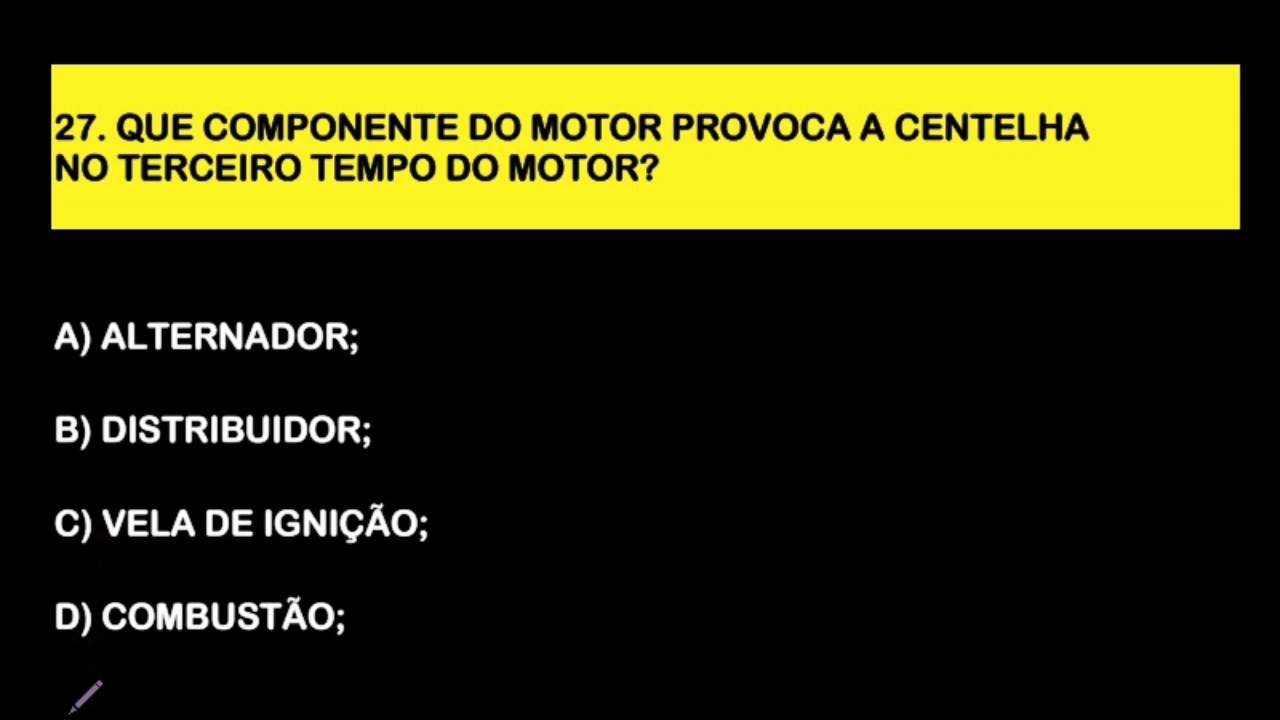 27. QUE COMPONENTE DO MOTOR PROVOCA A CENTELHA
NO TERCEIRO TEMPO DO MOTOR?
A) ALTERNADOR;
B) DISTRIBUIDOR;
C) VELA DE IGNIÇÃO;
D) COMBUSTÃO;